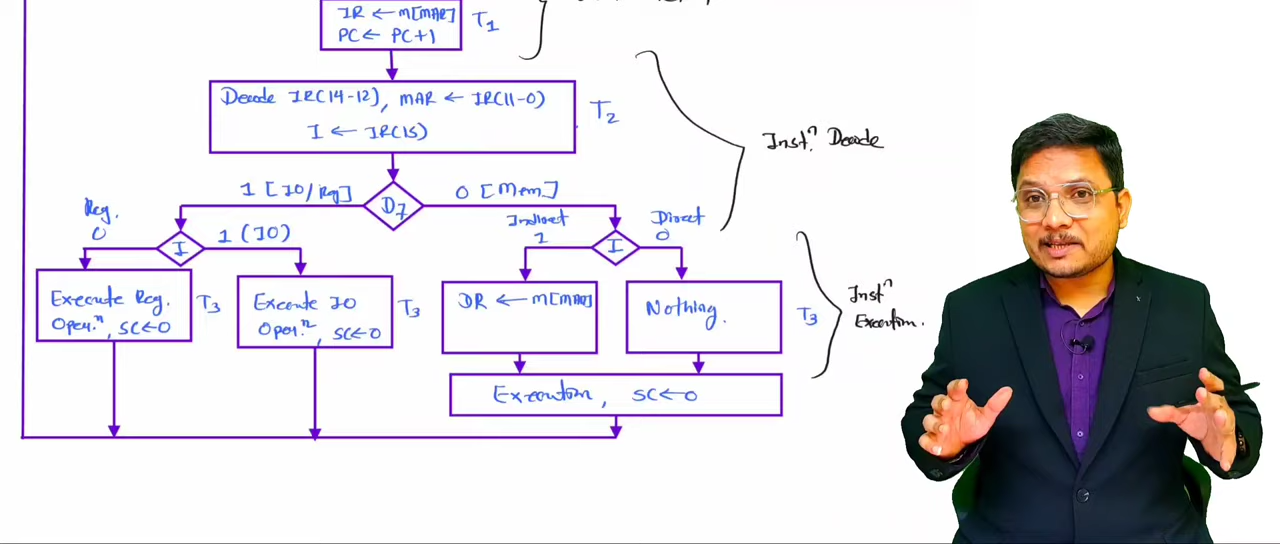 IR ← M[MAR]
PC ← PC+1
T1
Decode IR(14-12), MAR ← IR(11-0)
I ← IR(15)
T2
Instⁿ. Decode
D7
1 [IO/Reg]
0 [Mem]
Reg.
0
I
1 (IO)
Indirect
1
I
Direct
0
Execute Reg.
Operⁿ., SC←0
T3
Execute IO
Operⁿ., SC←0
T3
DR ← M[MAR]
Nothing.
T3
Instⁿ
Execution.
Execution, SC←0